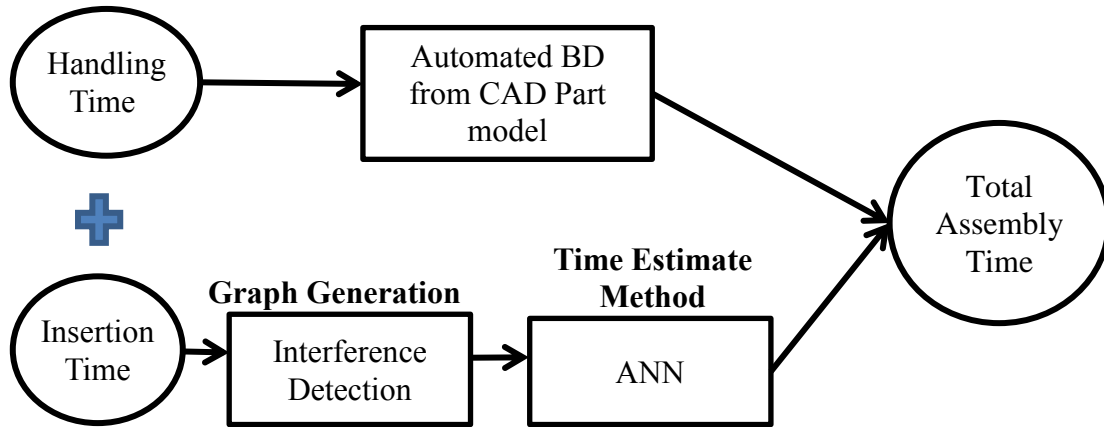 Handling
Time
Automated BD
from CAD Part
model
Total
Assembly
Time
Graph Generation
Time Estimate
Method
Insertion
Time
Interference
Detection
ANN